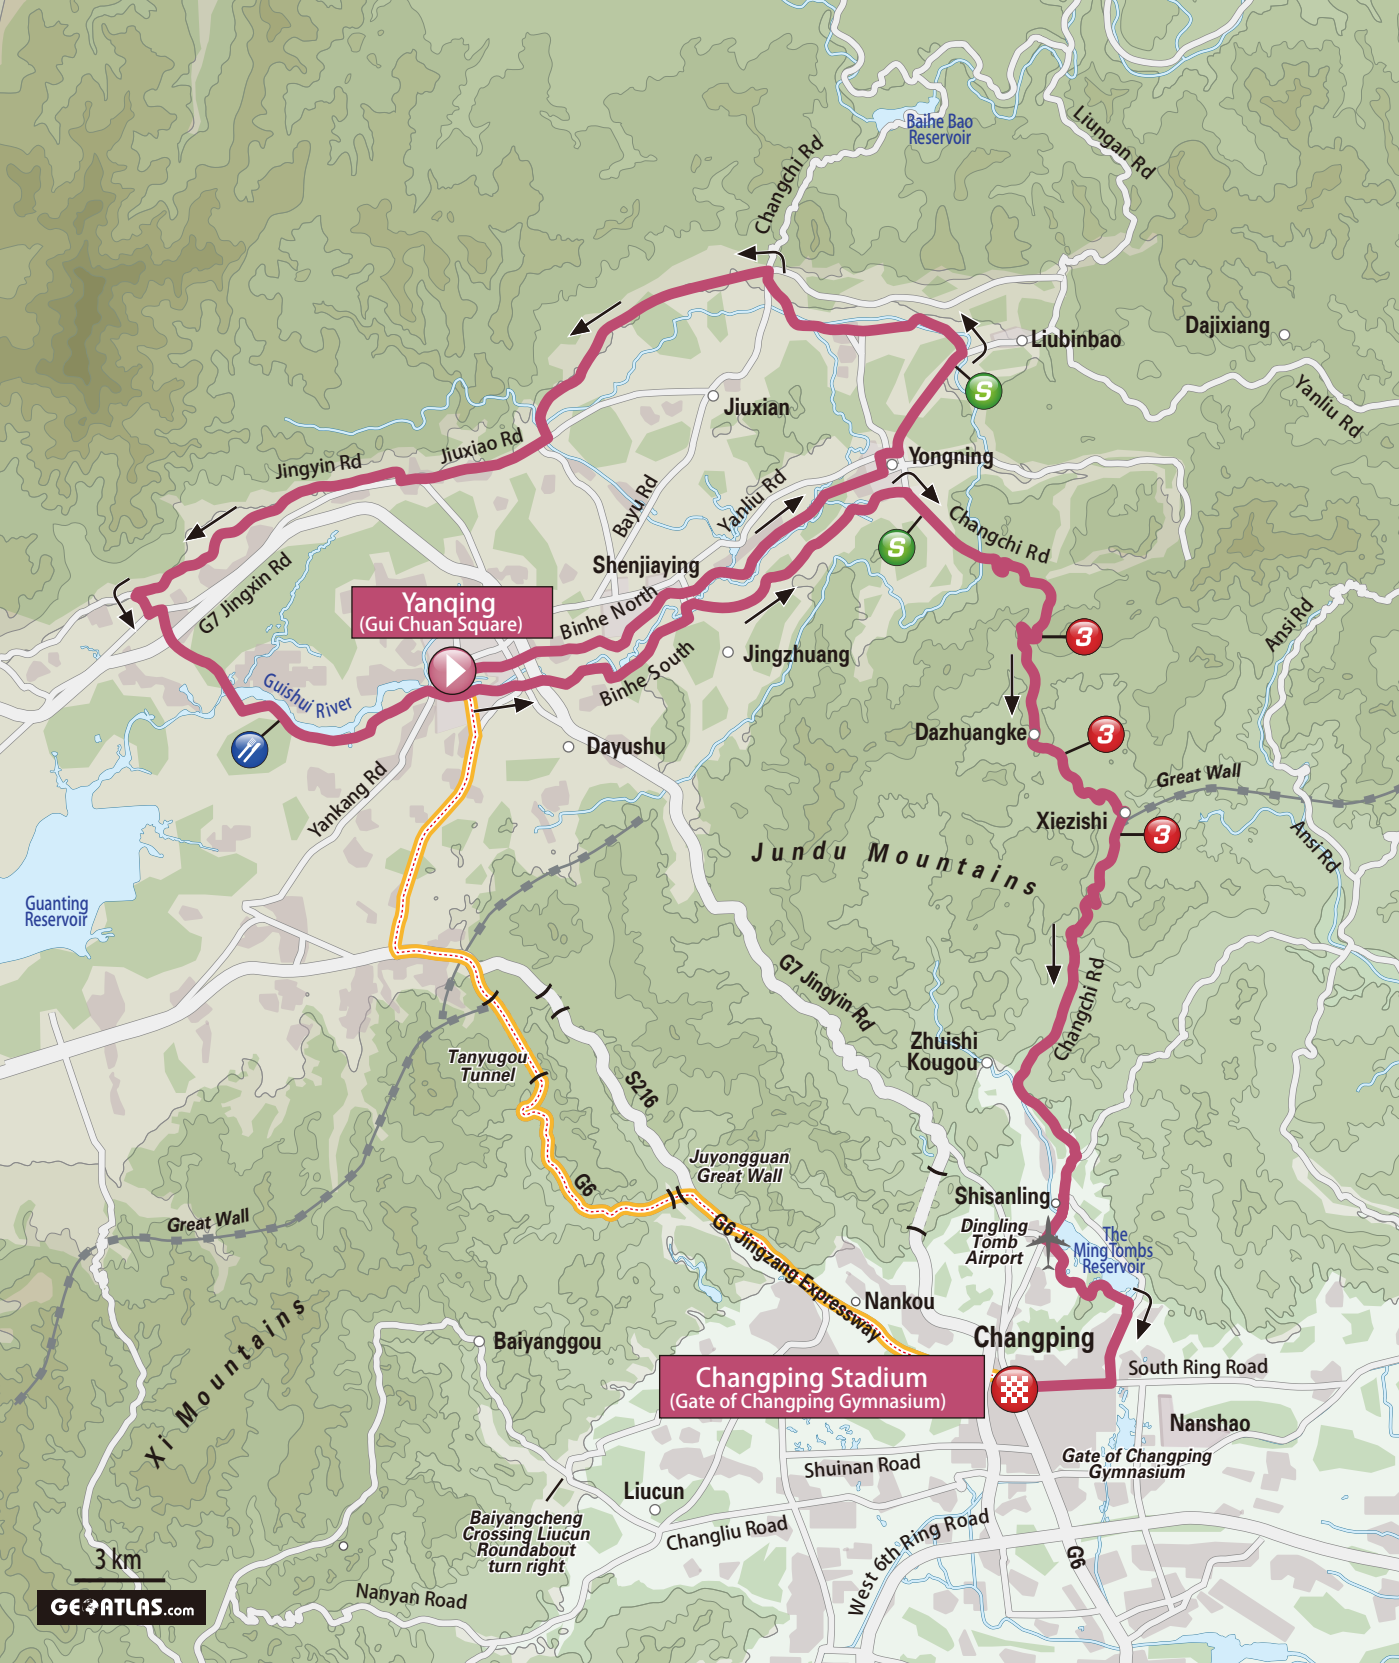 Baihe Bao
Reservoir
Liungan Rd
Changchi Rd
Dajixiang
Liubinbao
Yanliu Rd
S
Jiuxian
Jiuxiao Rd
Jingyin Rd
Yongning
Bayu Rd
Yanliu Rd
Changchi Rd
S
Shenjiaying
G7 Jingxin Rd
Yanqing
(Gui Chuan Square)
Binhe North
Ansi Rd
3
Jingzhuang
Binhe South
Guishui River
Dazhuangke
3
Dayushu
Great Wall
Yankang Rd
Xiezishi
3
Ansi Rd
Jundu Mountains
Guanting
Reservoir
G7 Jingyin Rd
Changchi Rd
Zhuishi
Kougou
Tanyugou
Tunnel
S216
Juyongguan
Great Wall
G6
Shisanling
Great Wall
Dingling
Tomb
Airport
The
Ming Tombs
Reservoir
G6 Jingzang Expressway
Nankou
Xi Mountains
Baiyanggou
Changping
Changping Stadium
(Gate of Changping Gymnasium)
South Ring Road
Nanshao
Gate of Changping
Gymnasium
Shuinan Road
Liucun
Baiyangcheng
Crossing Liucun
Roundabout
turn right
Changliu Road
West 6th Ring Road
G6
3 km
Nanyan Road
GEOATLAS.com